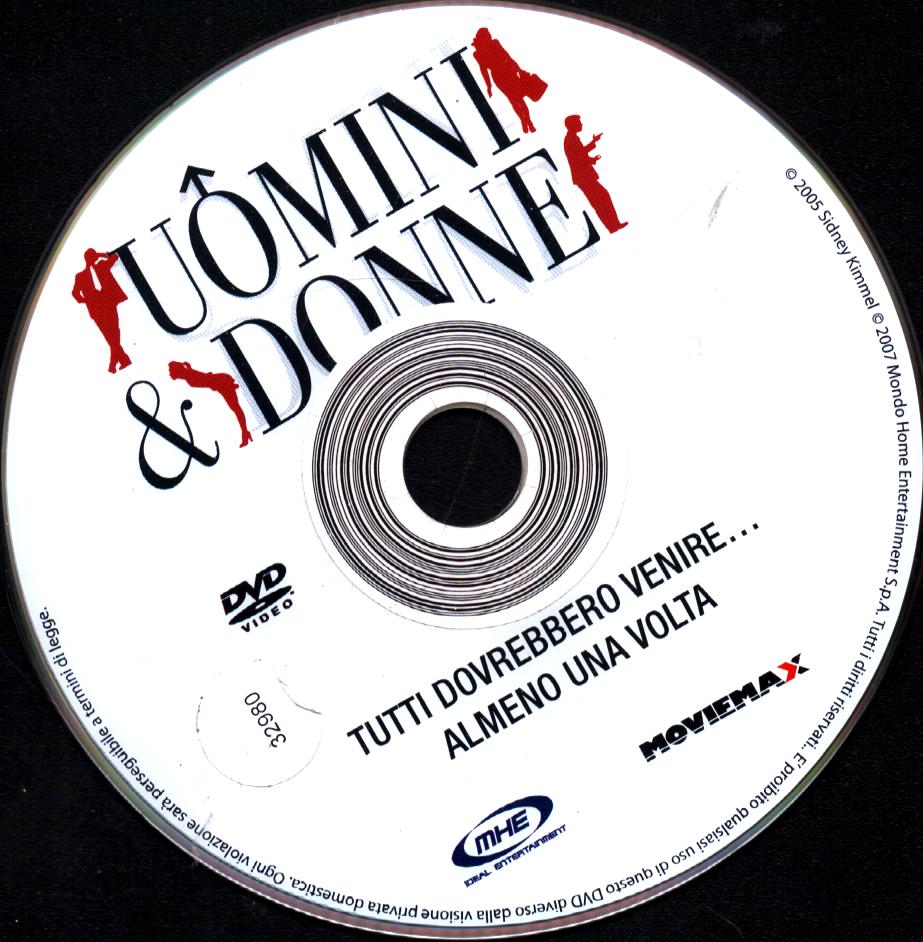 UÔMINI
& DONNE
DVD
VIDEO
TUTTI DOVREBBERO VENIRE...
ALMENO UNA VOLTA
32980
MOVIEMAX
MHE
IDEAL ENTERTAINMENT
© 2005 Sidney Kimmel © 2007 Mondo Home Entertainment S.p.A. Tutti i diritti riservati. E' proibito qualsiasi uso di questo DVD diverso dalla visione privata domestica. Ogni violazione sarà perseguibile a termini di legge.